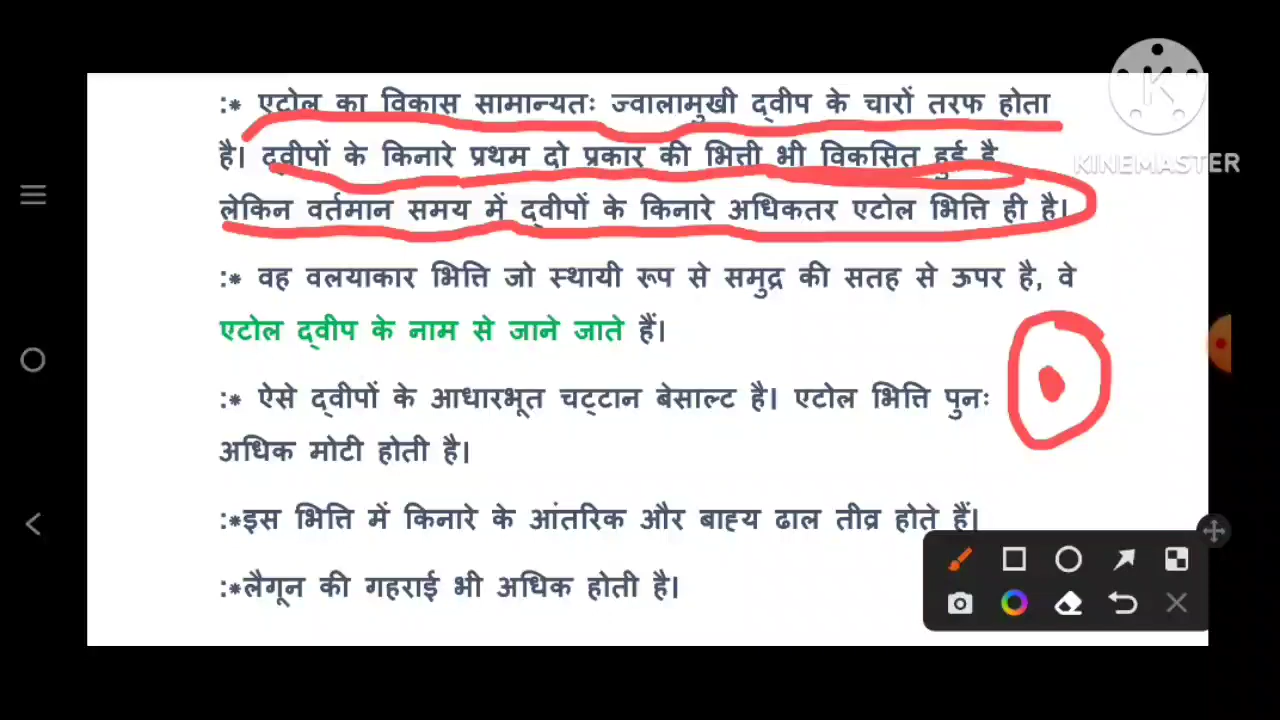 :* एटोल का विकास सामान्यतः ज्वालामुखी द्वीप के चारों तरफ होता
है। द्वीपों के किनारे प्रथम दो प्रकार की भित्ती भी विकसित हुई है
लेकिन वर्तमान समय में द्वीपों के किनारे अधिकतर एटोल भित्ति ही है।
:* वह वलयाकार भित्ति जो स्थायी रूप से समुद्र की सतह से ऊपर है, वे
एटोल द्वीप के नाम से जाने जाते हैं।
:* ऐसे द्वीपों के आधारभूत चट्टान बेसाल्ट है। एटोल भित्ति पुनः
अधिक मोटी होती है।
:*इस भित्ति में किनारे के आंतरिक और बाह्य ढाल तीव्र होते हैं|
:*लैगून की गहराई भी अधिक होती है।
K
KINEMASTER